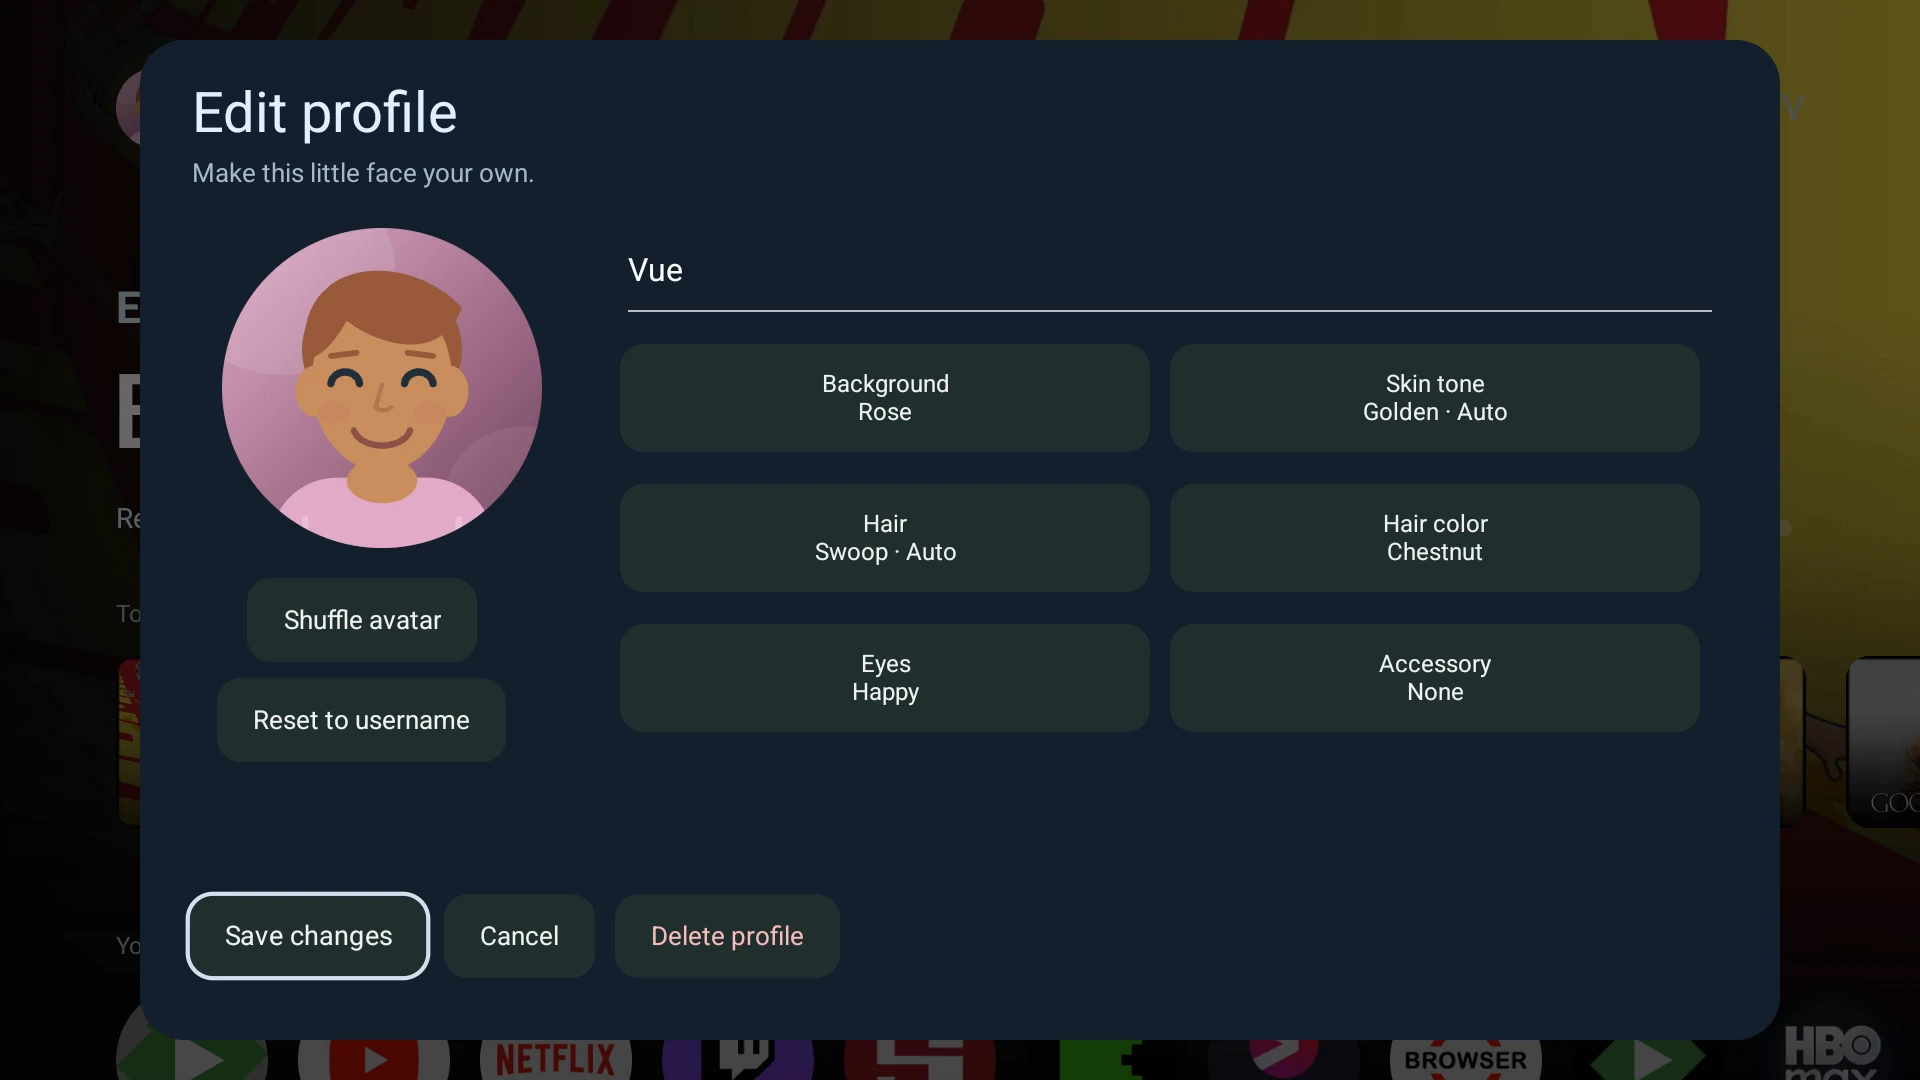 Edit profile
Make this little face your own.
Vue
Background
Rose
Skin tone
Golden · Auto
Hair
Swoop · Auto
Hair color
Chestnut
Eyes
Happy
Accessory
None
Shuffle avatar
Reset to username
Save changes
Cancel
Delete profile
NETFLIX
BROWSER
HBO
max